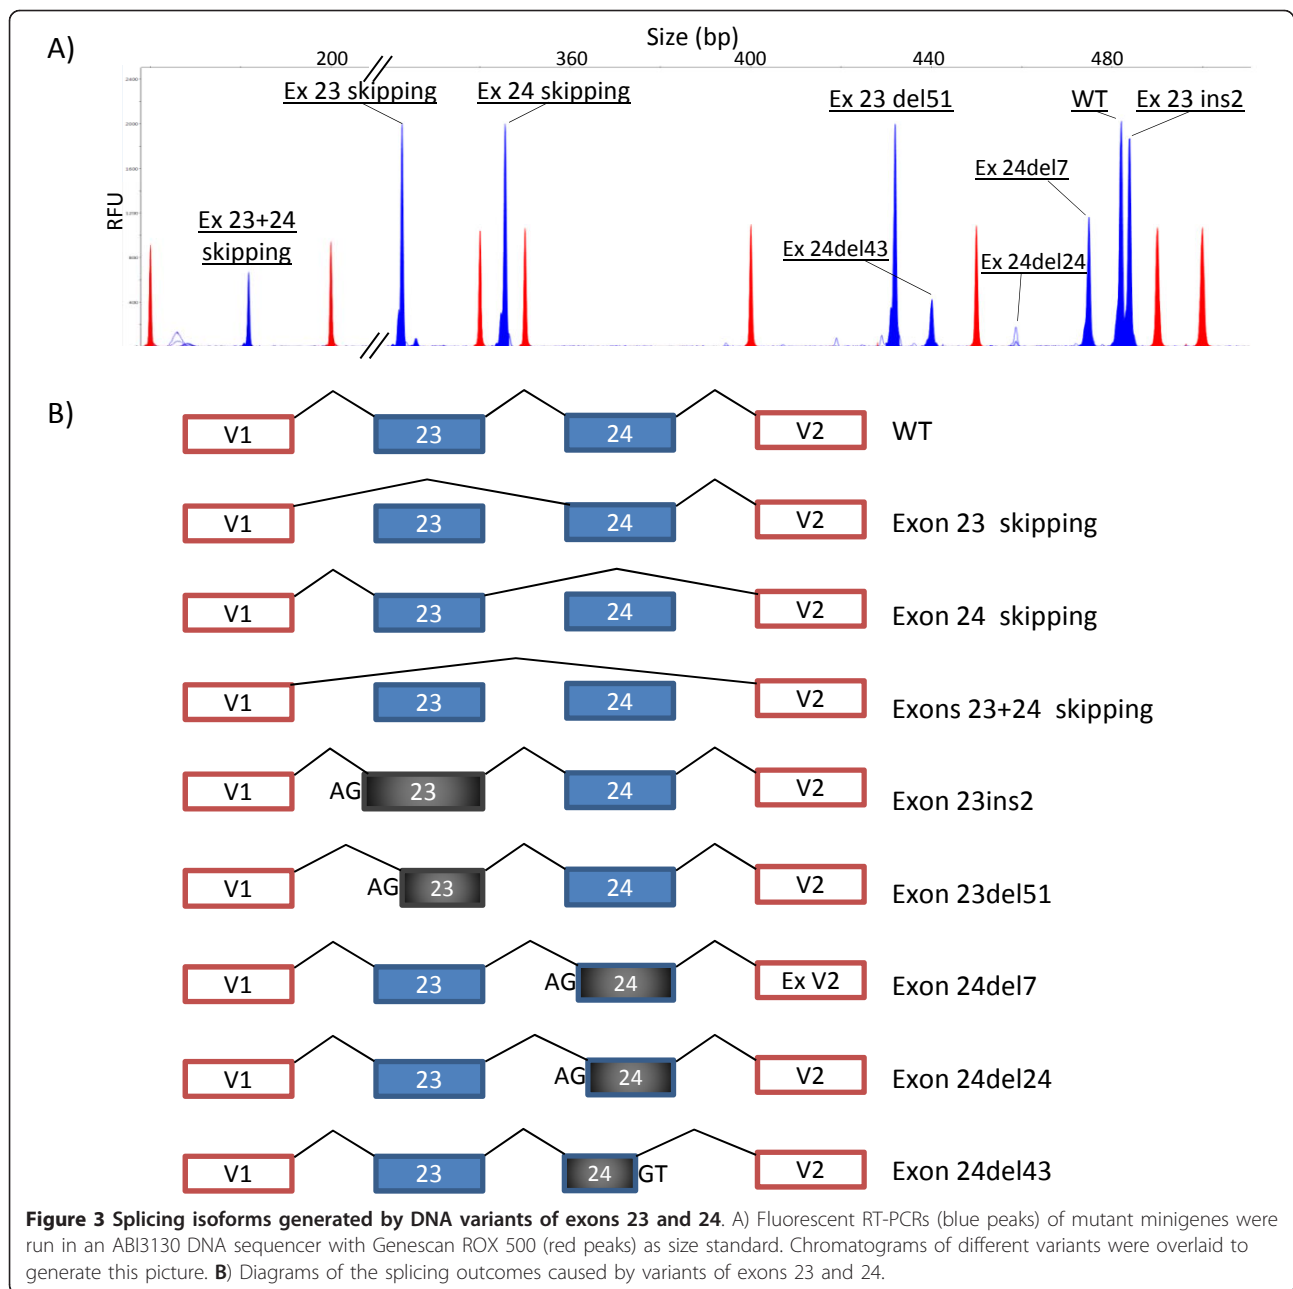 A)
Size (bp)
200 360 400 440 480
2400
2000
1600
1200
800
400
RFU
Ex 23 skipping
Ex 24 skipping
Ex 23 del51
WT
Ex 23 ins2
Ex 24del7
Ex 23+24
skipping
Ex 24del43
Ex 24del24
B)
V1 23 24 V2 WT
V1 23 24 V2 Exon 23 skipping
V1 23 24 V2 Exon 24 skipping
V1 23 24 V2 Exons 23+24 skipping
V1 AG 23 24 V2 Exon 23ins2
V1 AG 23 24 V2 Exon 23del51
V1 23 AG 24 Ex V2 Exon 24del7
V1 23 AG 24 V2 Exon 24del24
V1 23 24 GT V2 Exon 24del43
Figure 3 Splicing isoforms generated by DNA variants of exons 23 and 24. A) Fluorescent RT-PCRs (blue peaks) of mutant minigenes were
run in an ABI3130 DNA sequencer with Genescan ROX 500 (red peaks) as size standard. Chromatograms of different variants were overlaid to
generate this picture. B) Diagrams of the splicing outcomes caused by variants of exons 23 and 24.